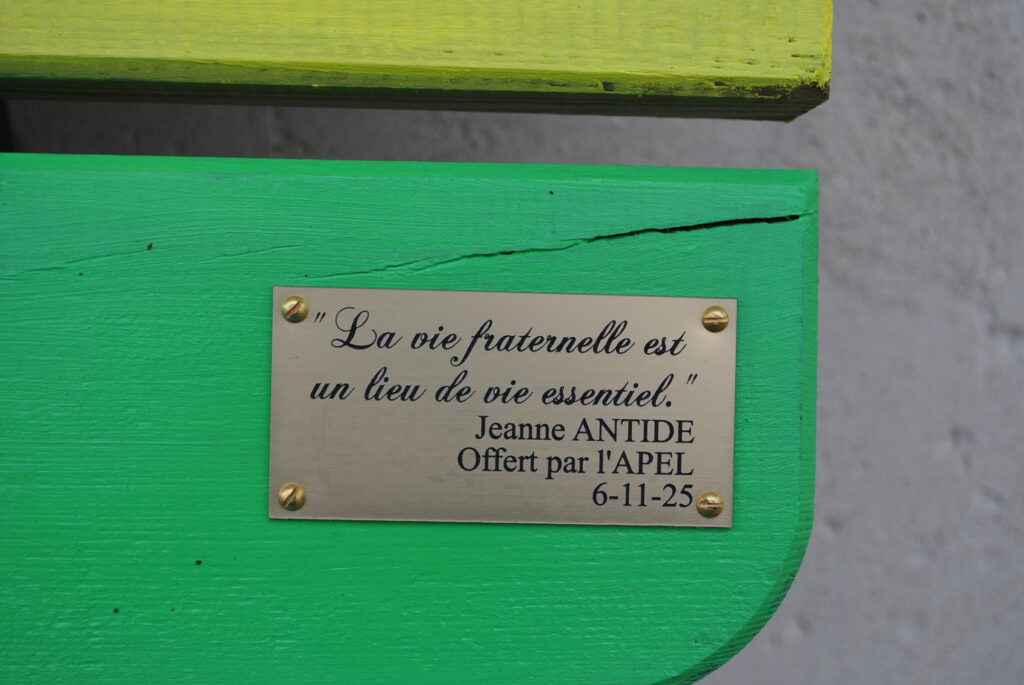 "La vie fraternelle est
un lieu de vie essentiel."
Jeanne ANTIDE
Offert par l'APEL
6-11-25